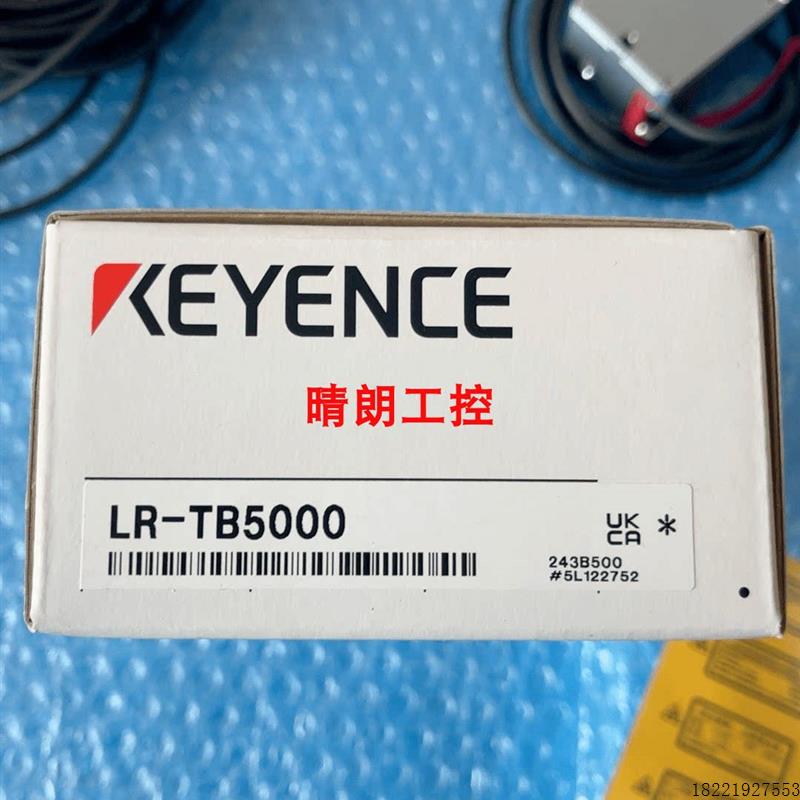 KEYENCE
晴朗工控
LR-TB5000
UK
CA *
243B500
#5L122752
18221927553